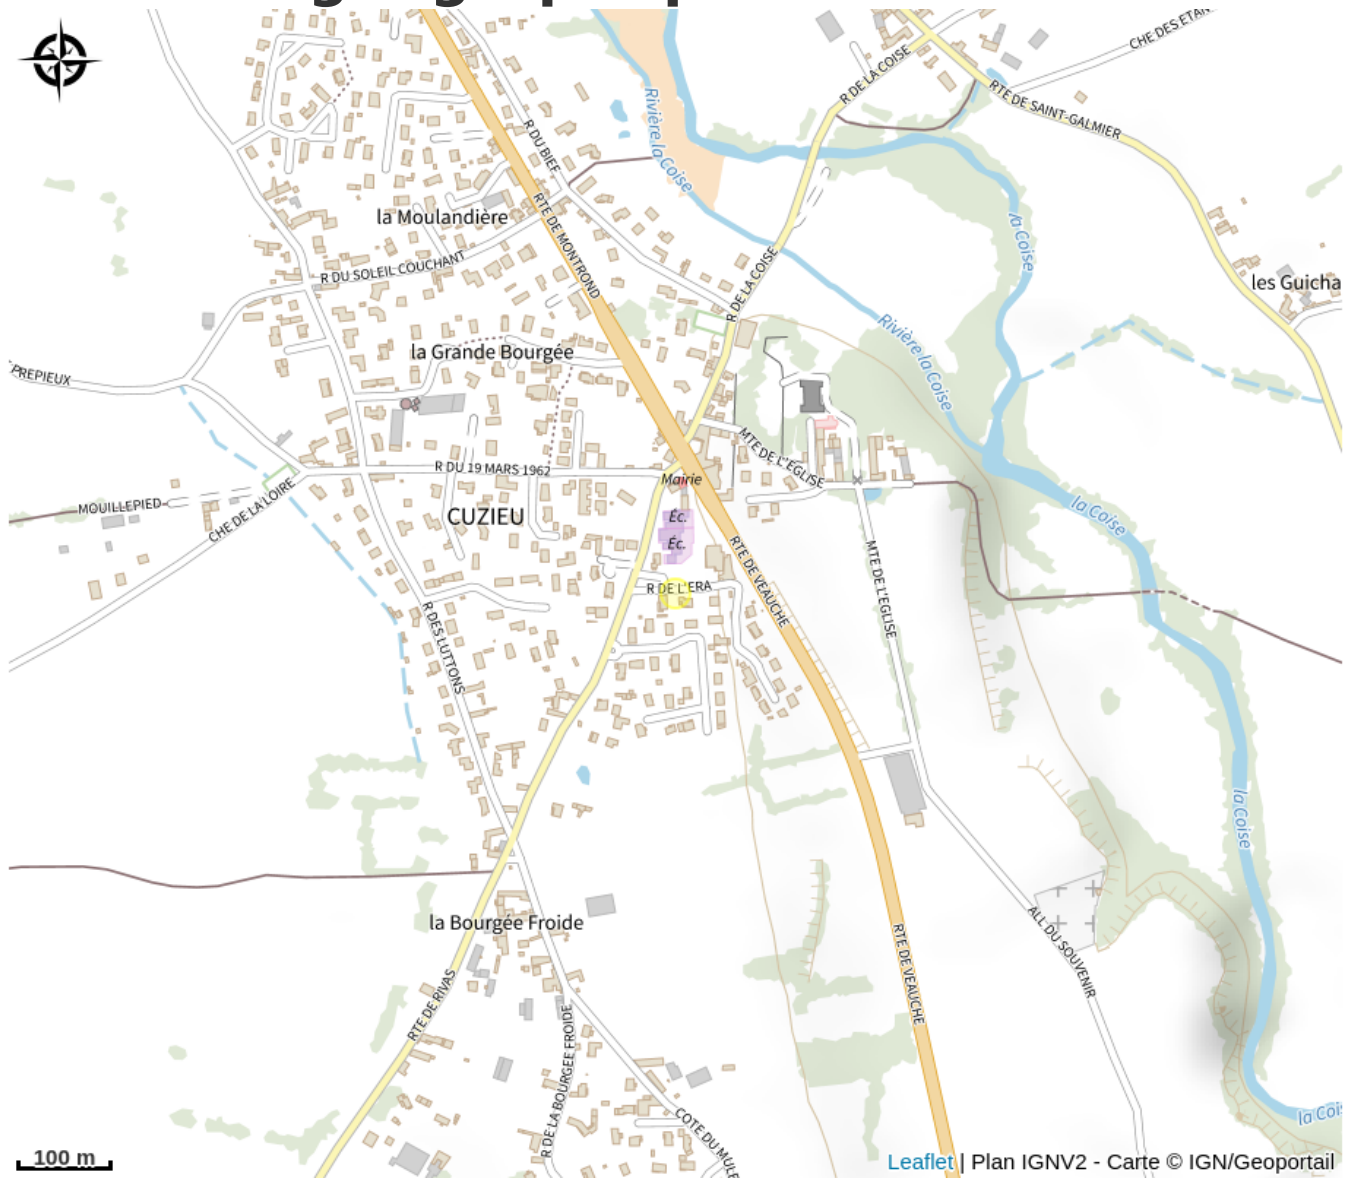 CHE DES ETAN
R DE LA COISE
RTE DE SAINT-GALMIER
Rivière la Coise
R DU BIEF
la Moulandière
RTE DE MONTROND
la Coise
R DU SOLEIL COUCHANT
R DE LA COISE
les Guicha
Rivière la Coise
la Grande Bourgée
PREPIEUX
MTE DE L'ÉGLISE
R DU 19 MARS 1962
Mairie
MOUILLEPIED
CHE DE LA LOIRE
CUZIEU
Éc.
Éc.
la Coise
RTE DE VEAUCHE
MTE DE L'EGLISE
R DE L'ERA
R DES LUTTONS
la Coise
la Bourgée Froide
ALL DU SOUVENIR
RTE DE VEAUCHE
RTE DE RIVAS
R DE LA BOURGEE FROIDE
COTE DU MULE
la Coi
100 m
Leaflet | Plan IGNV2 - Carte © IGN/Geoportail